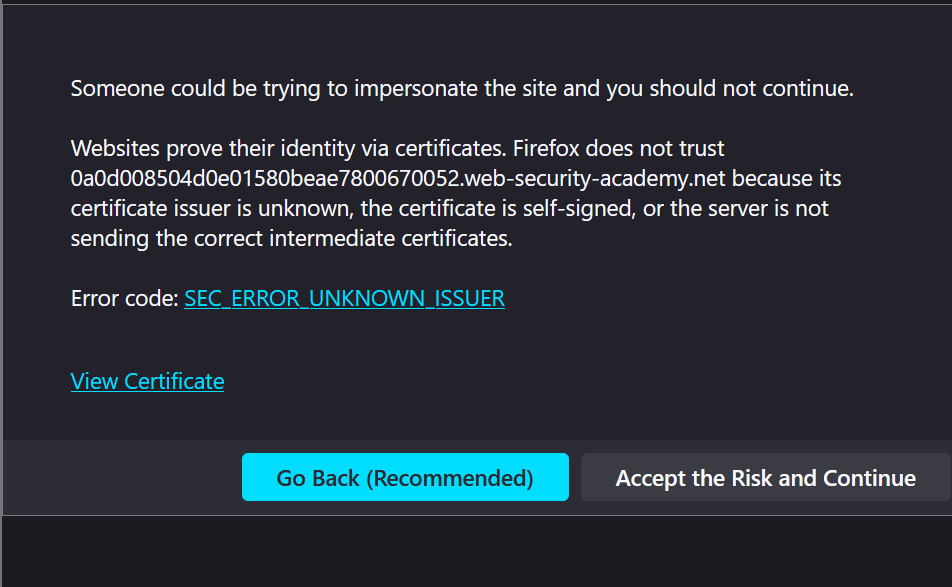 Someone could be trying to impersonate the site and you should not continue.
Websites prove their identity via certificates. Firefox does not trust
0a0d008504d0e01580beae7800670052.web-security-academy.net because its
certificate issuer is unknown, the certificate is self-signed, or the server is not
sending the correct intermediate certificates.
Error code: SEC_ERROR_UNKNOWN_ISSUER
View Certificate
Go Back (Recommended)
Accept the Risk and Continue